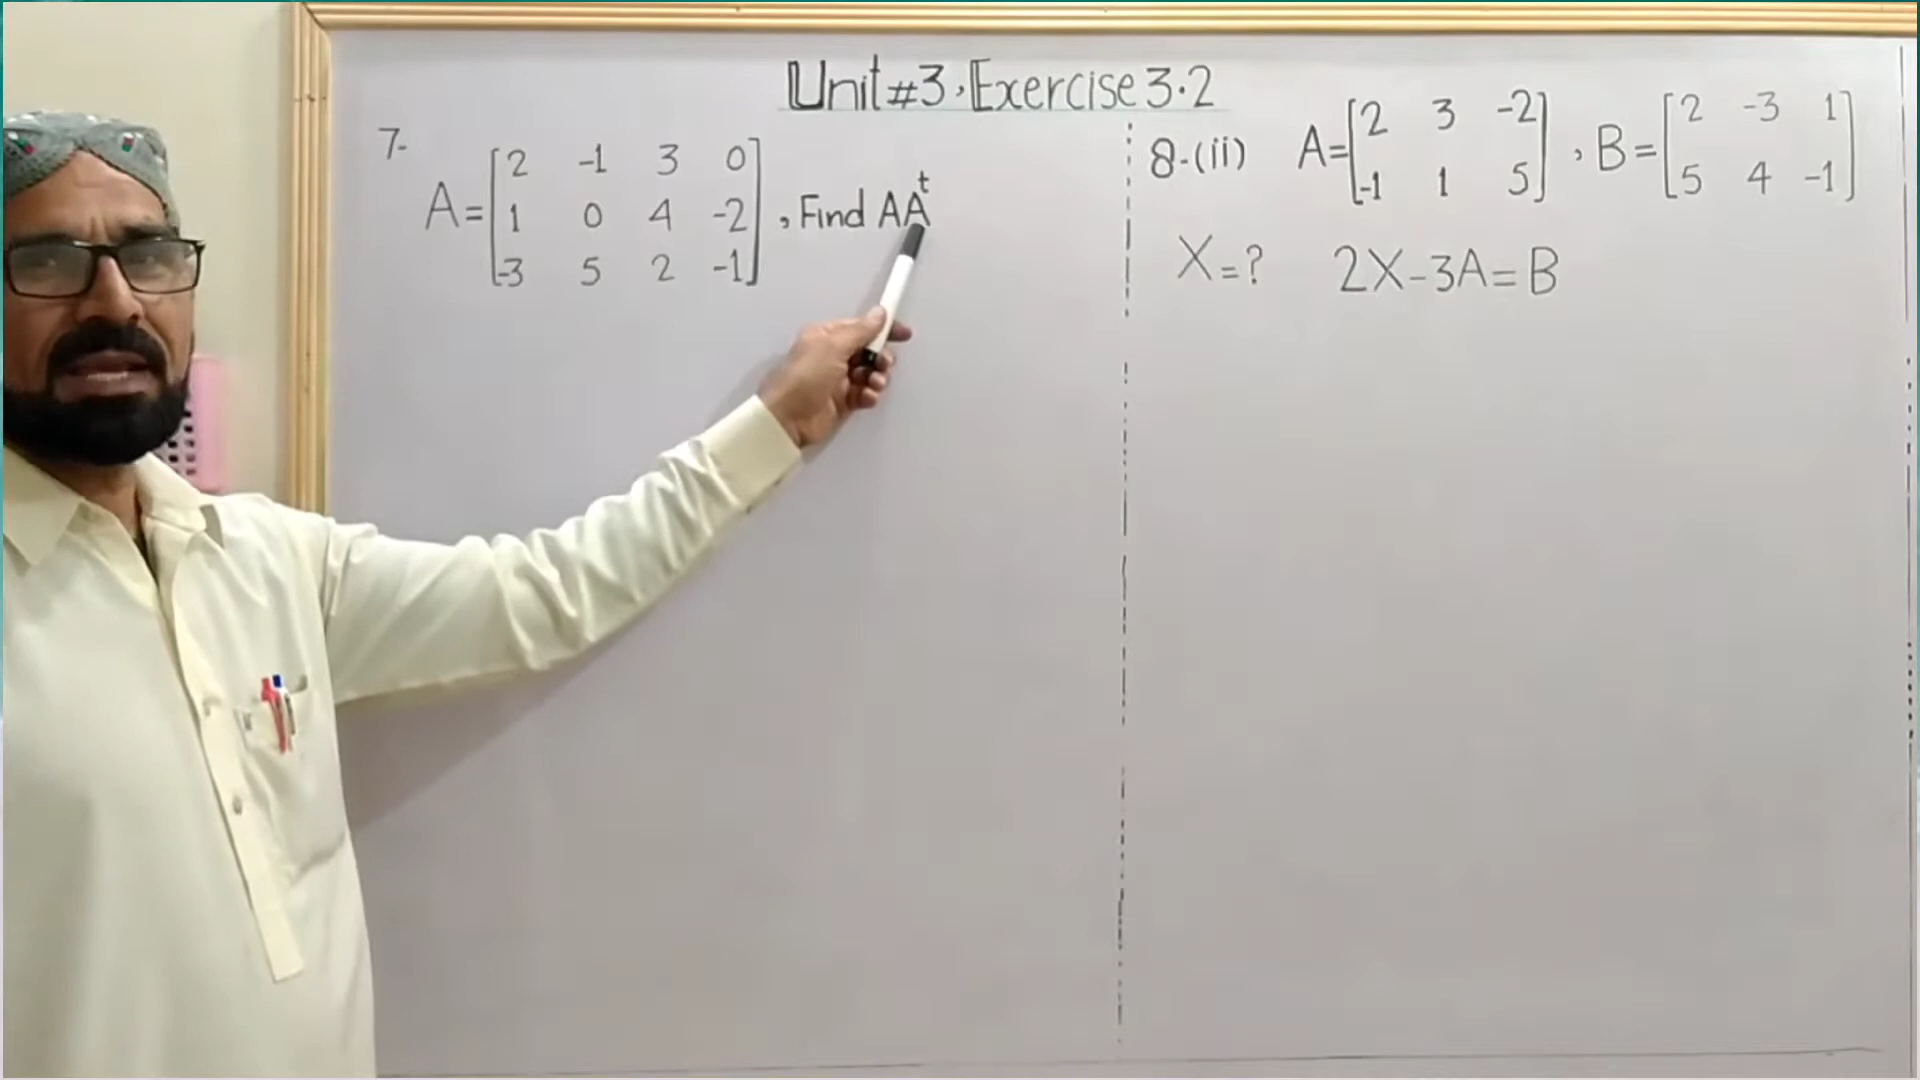 Unit #3, Exercise 3.2
7-
A = [2 -1 3 0
1 0 4 -2
-3 5 2 -1], Find AAᵗ
8-(ii) A = [2 3 -2
-1 1 5], B = [2 -3 1
5 4 -1]
X = ? 2X - 3A = B